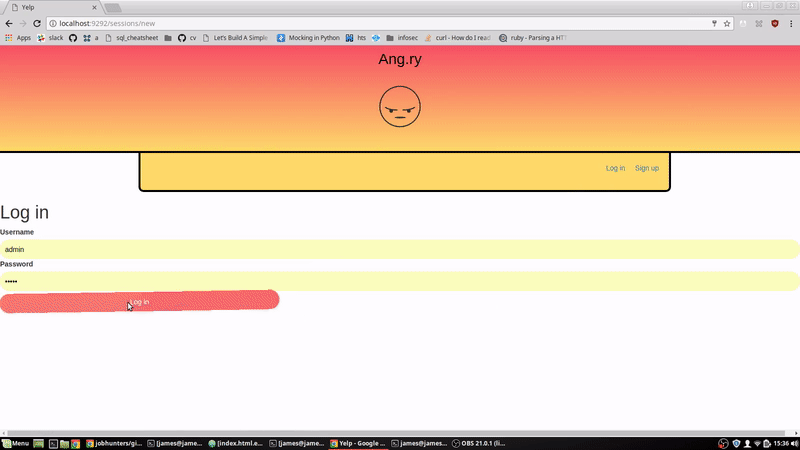 Yelp
localhost:9292/sessions/new
Apps slack a sql_cheatsheet cv Let's Build A Simple Mocking in Python hts infosec curl - How do I read ruby - Parsing a HTT
Ang.ry
Log in Sign up
Log in
Username
admin
Password
•••••
Log in
Menu jobhunters/gi... [james@jame... [index.html.e... [james@jame... Yelp - Google ... james@james... OBS 21.0.1 (li... 15:36